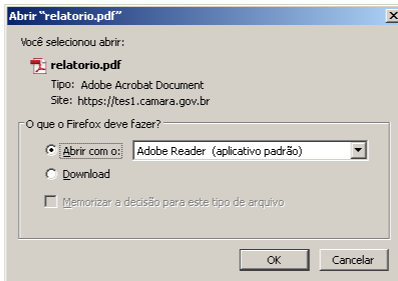 Abrir "relatorio.pdf"
Você selecionou abrir:
relatorio.pdf
Tipo: Adobe Acrobat Document
Site: https://tes1.camara.gov.br
O que o Firefox deve fazer?
Abrir com o: Adobe Reader (aplicativo padrão)
Download
Memorizar a decisão para este tipo de arquivo
OK Cancelar